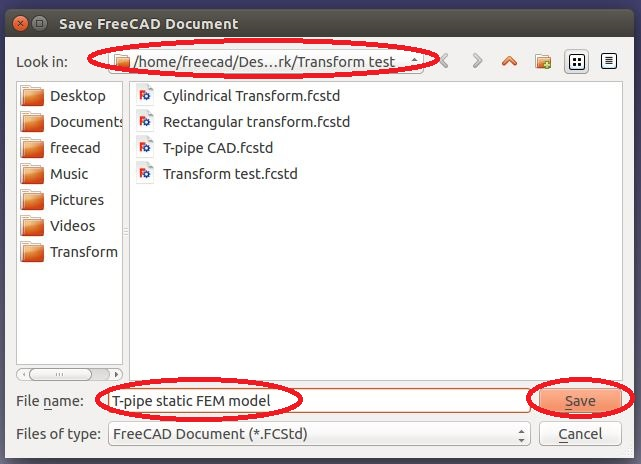 Save FreeCAD Document
Look in: /home/freecad/Des...rk/Transform test
Desktop
Documents
freecad
Music
Pictures
Videos
Transform
Cylindrical Transform.fcstd
Rectangular transform.fcstd
T-pipe CAD.fcstd
Transform test.fcstd
File name: T-pipe static FEM model Save
Files of type: FreeCAD Document (*.FCStd) Cancel